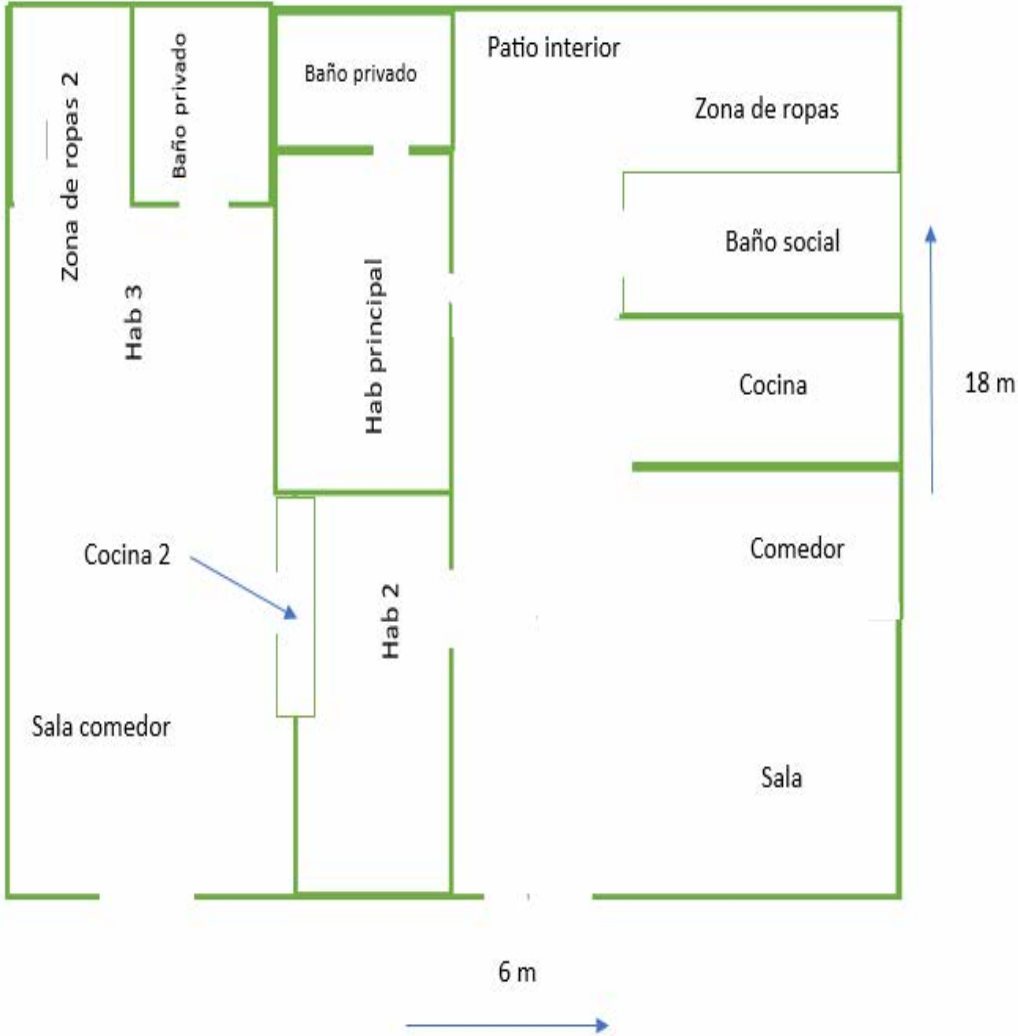 Patio interior
Baño privado
Baño privado
Zona de ropas 2
Zona de ropas
Baño social
Hab 3
Hab principal
Cocina
18 m
Cocina 2
Comedor
Hab 2
Sala comedor
Sala
6 m